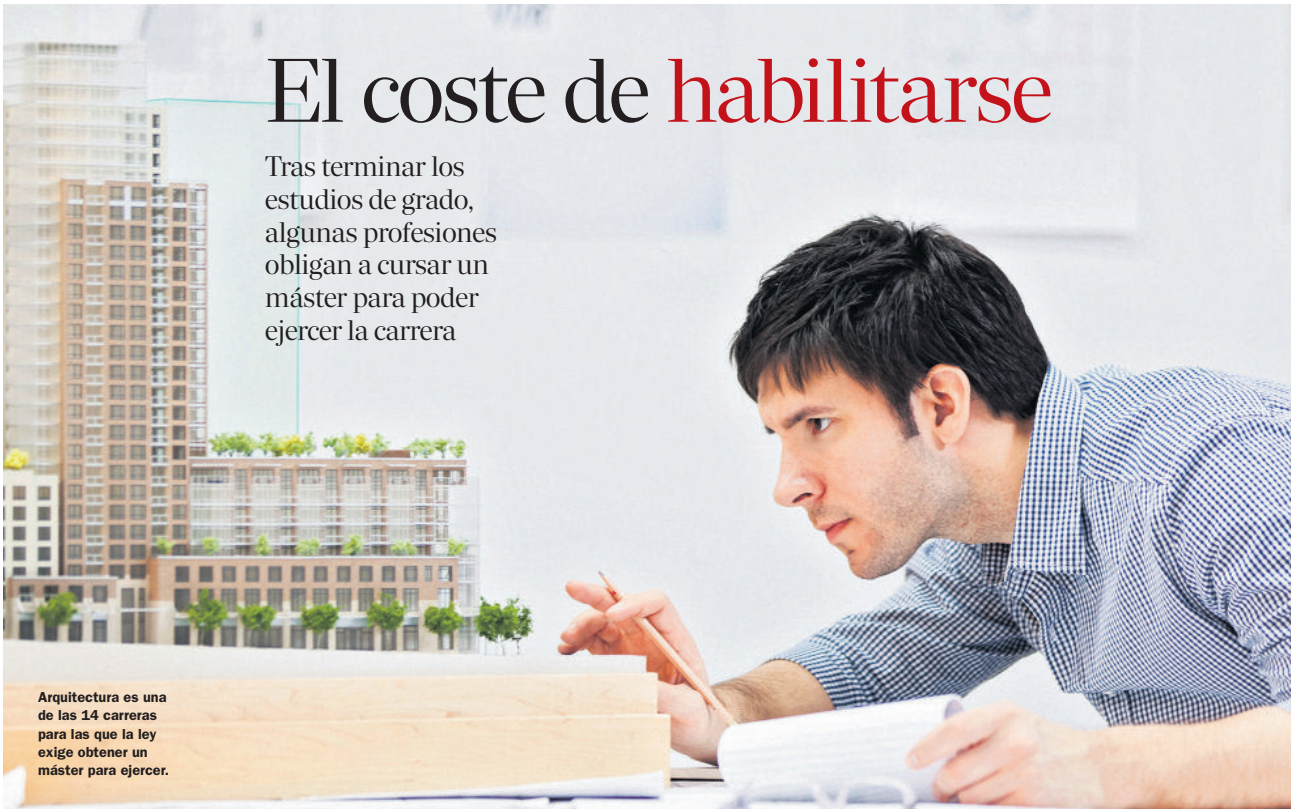 El coste de habilitarse
Tras terminar los
estudios de grado,
algunas profesiones
obligan a cursar un
máster para poder
ejercer la carrera
Arquitectura es una
de las 14 carreras
para las que la ley
exige obtener un
máster para ejercer.